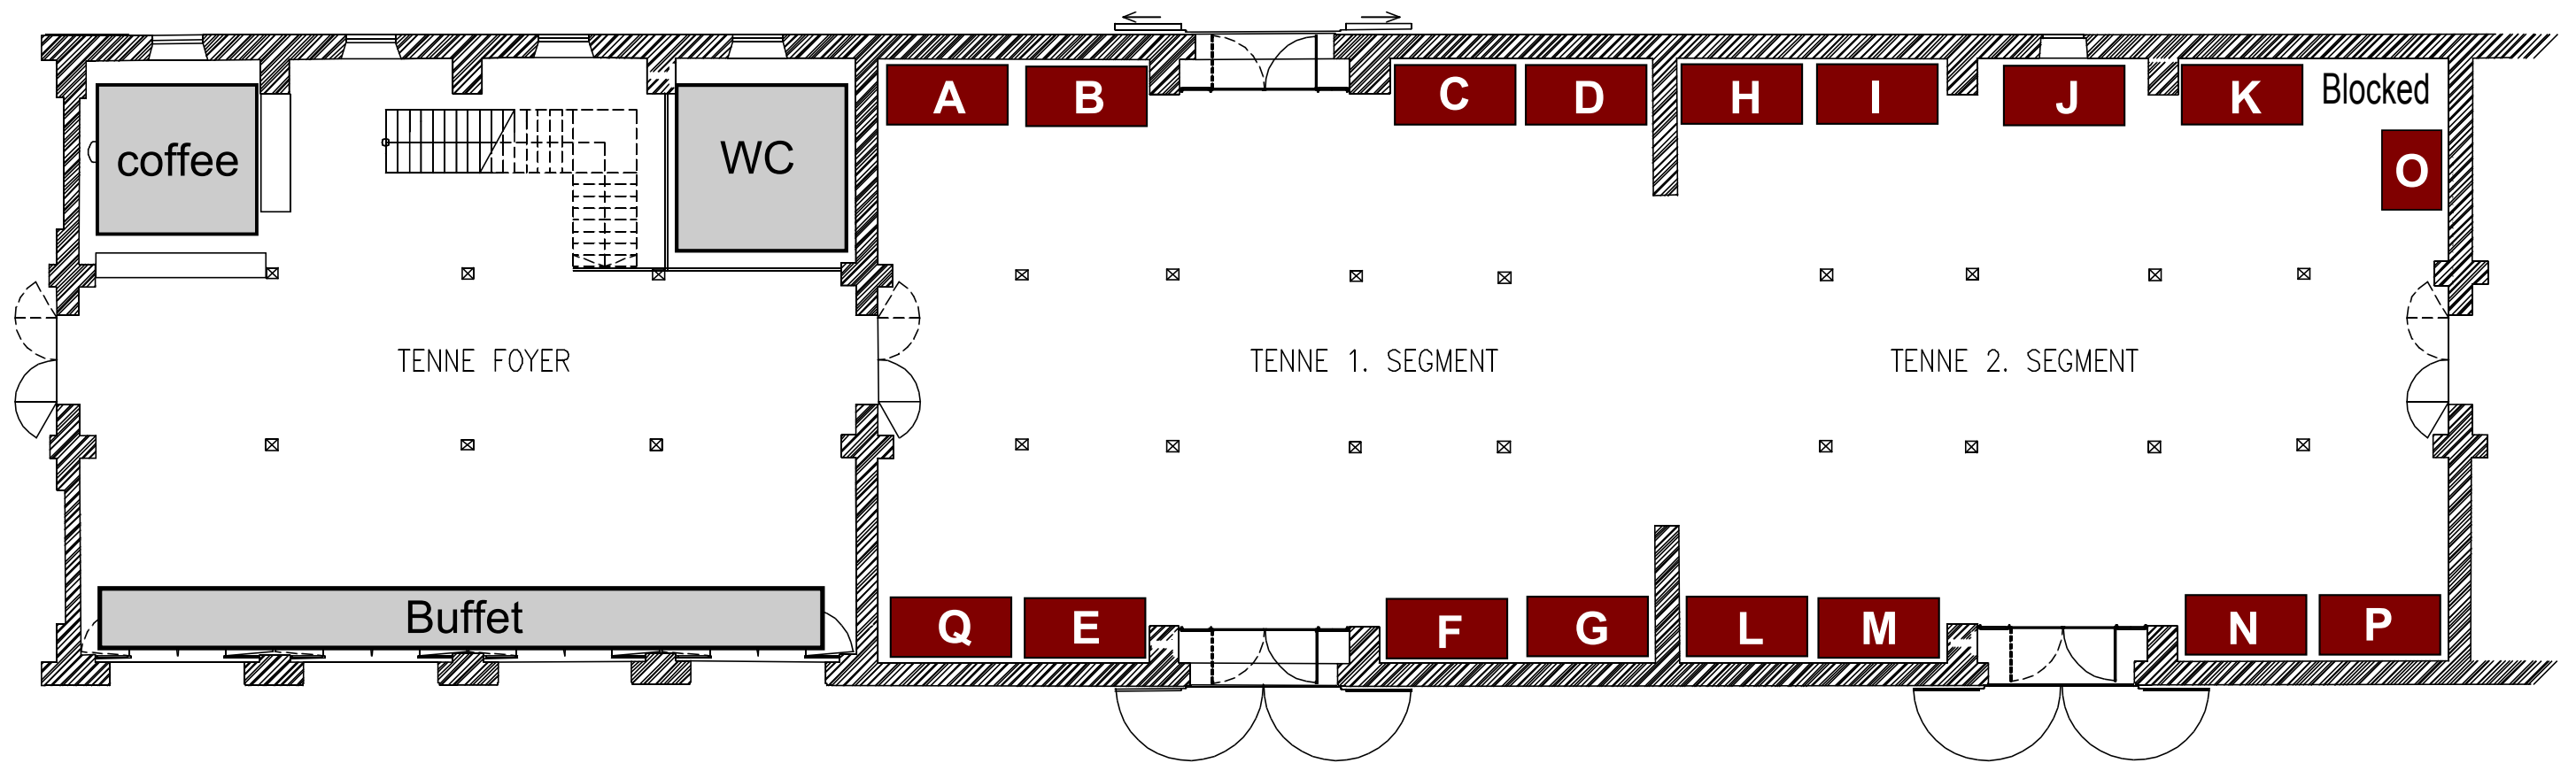 A
B
C
D
H
I
J
K
Blocked
coffee
WC
O
TENNE FOYER
TENNE 1. SEGMENT
TENNE 2. SEGMENT
Buffet
Q
E
F
G
L
M
N
P